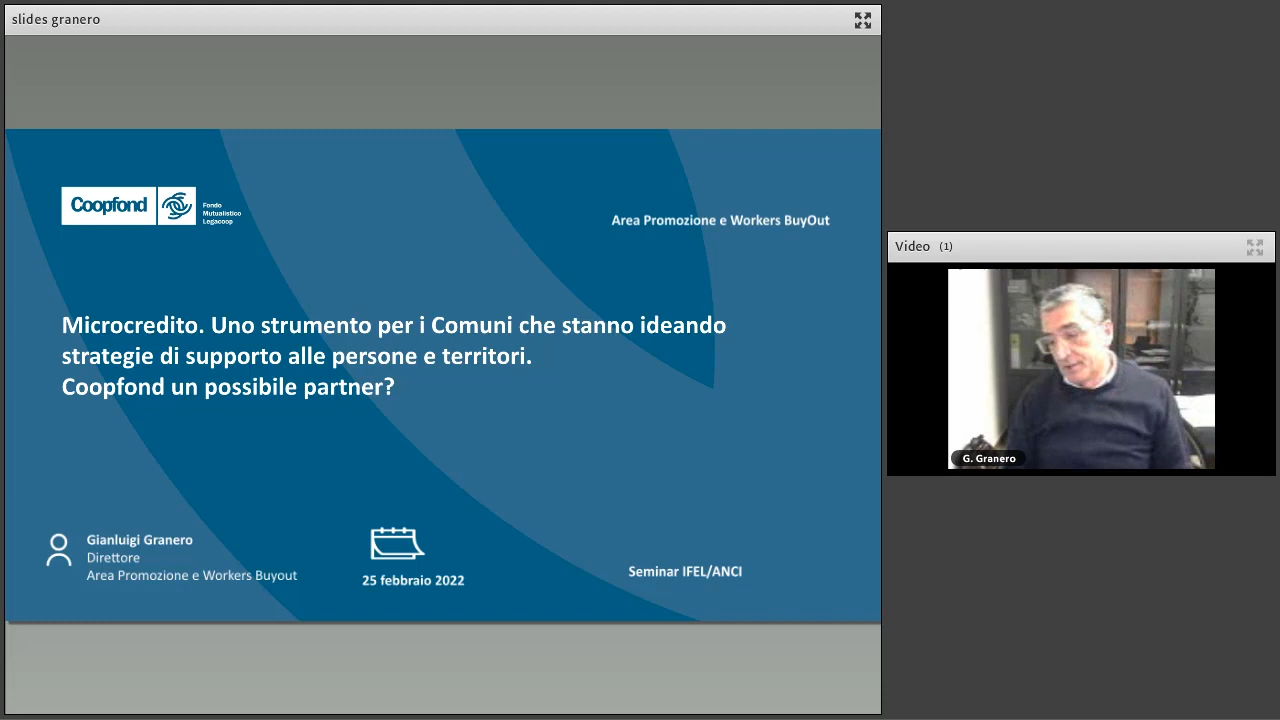 slides granero
Coopfond
Fondo
Mutualistico
Legacoop
Area Promozione e Workers BuyOut
Microcredito. Uno strumento per i Comuni che stanno ideando
strategie di supporto alle persone e territori.
Coopfond un possibile partner?
Gianluigi Granero
Direttore
Area Promozione e Workers Buyout
25 febbraio 2022
Seminar IFEL/ANCI
Video (1)
G. Granero